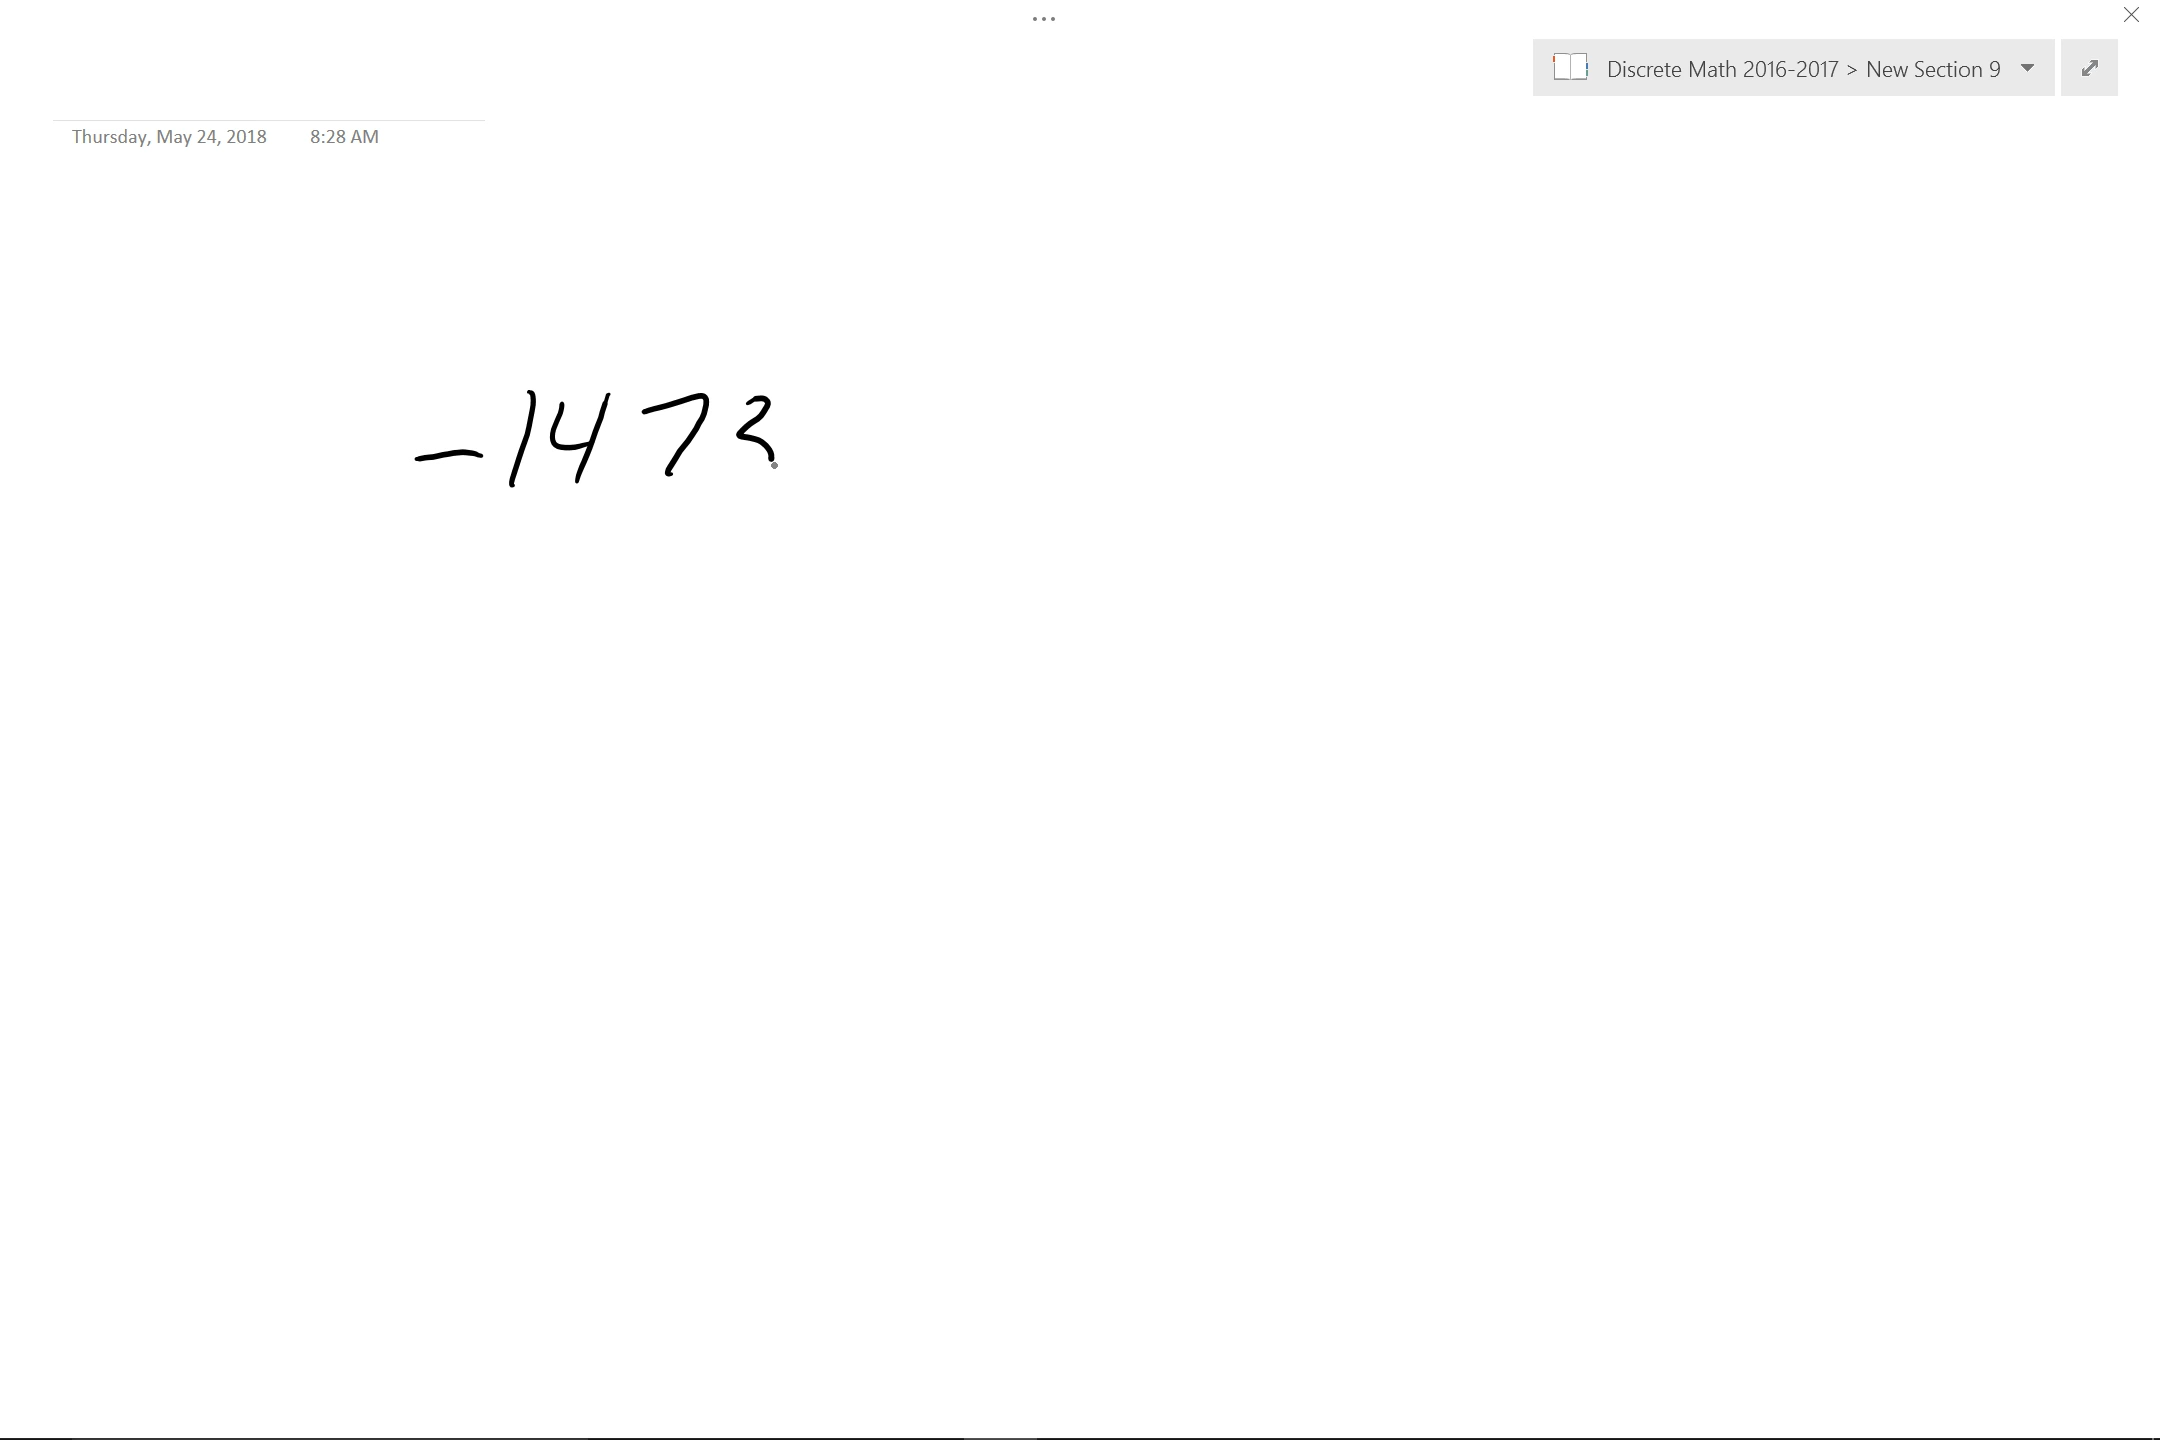 Discrete Math 2016-2017 > New Section 9
Thursday, May 24, 2018 8:28 AM
-1473